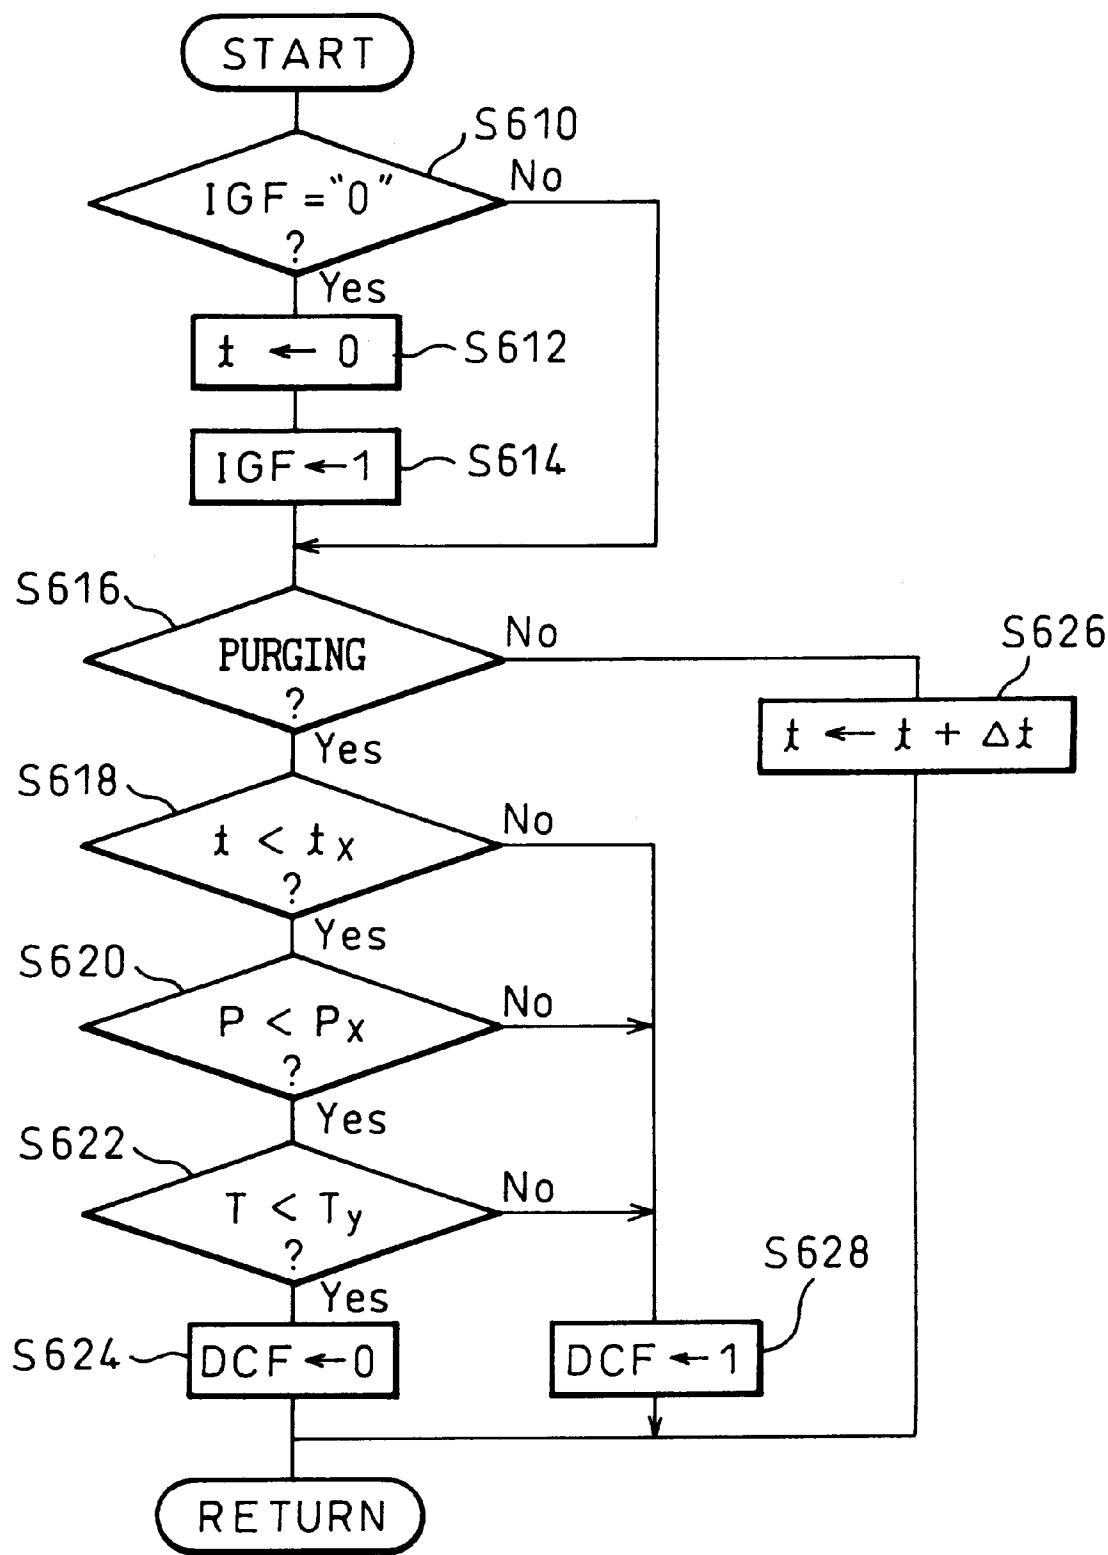 START
S610
IGF = "0"
?
No
Yes
t ← 0
S612
IGF ← 1
S614
S616
PURGING
?
No
Yes
S626
t ← t + Δt
S618
t < tx
?
No
Yes
S620
P < Px
?
No
Yes
S622
T < Ty
?
No
Yes
S624
DCF ← 0
S628
DCF ← 1
RETURN